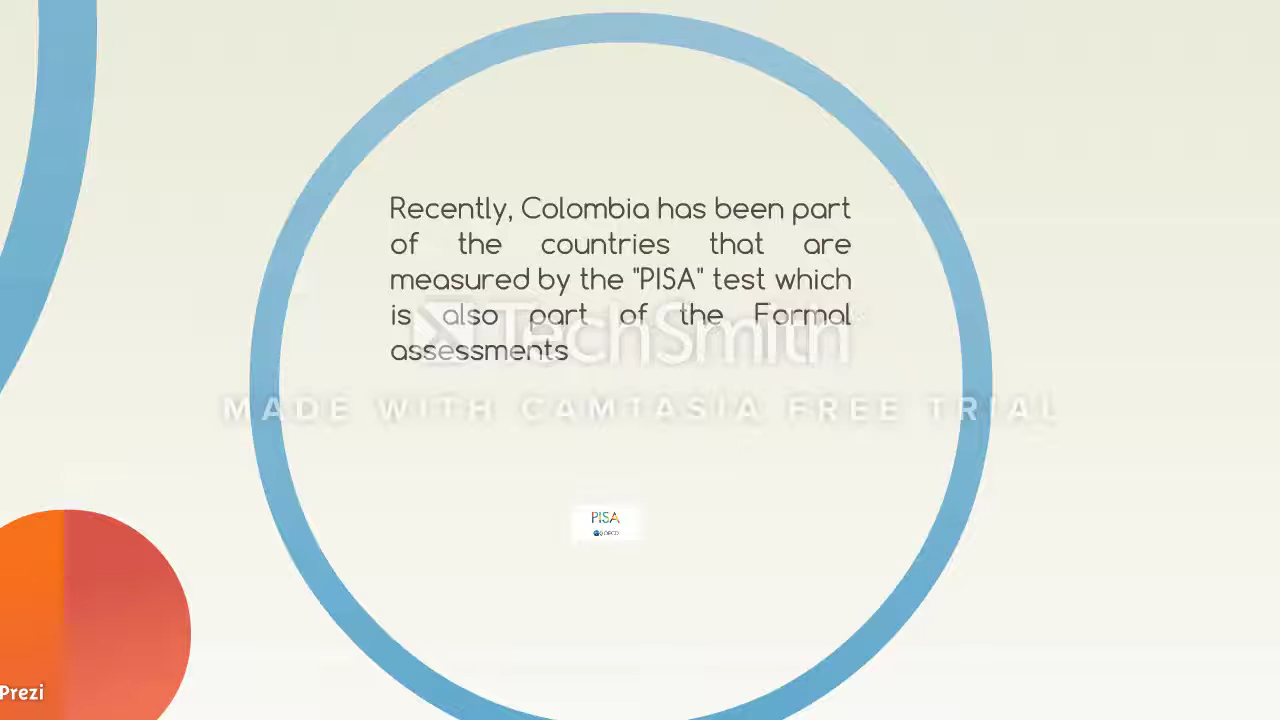 Recently, Colombia has been part
of the countries that are
measured by the "PISA" test which
is also part of the Formal
assessments
TechSmith
MADE WITH CAMTASIA FREE TRIAL
PISA
OECD
Prezi